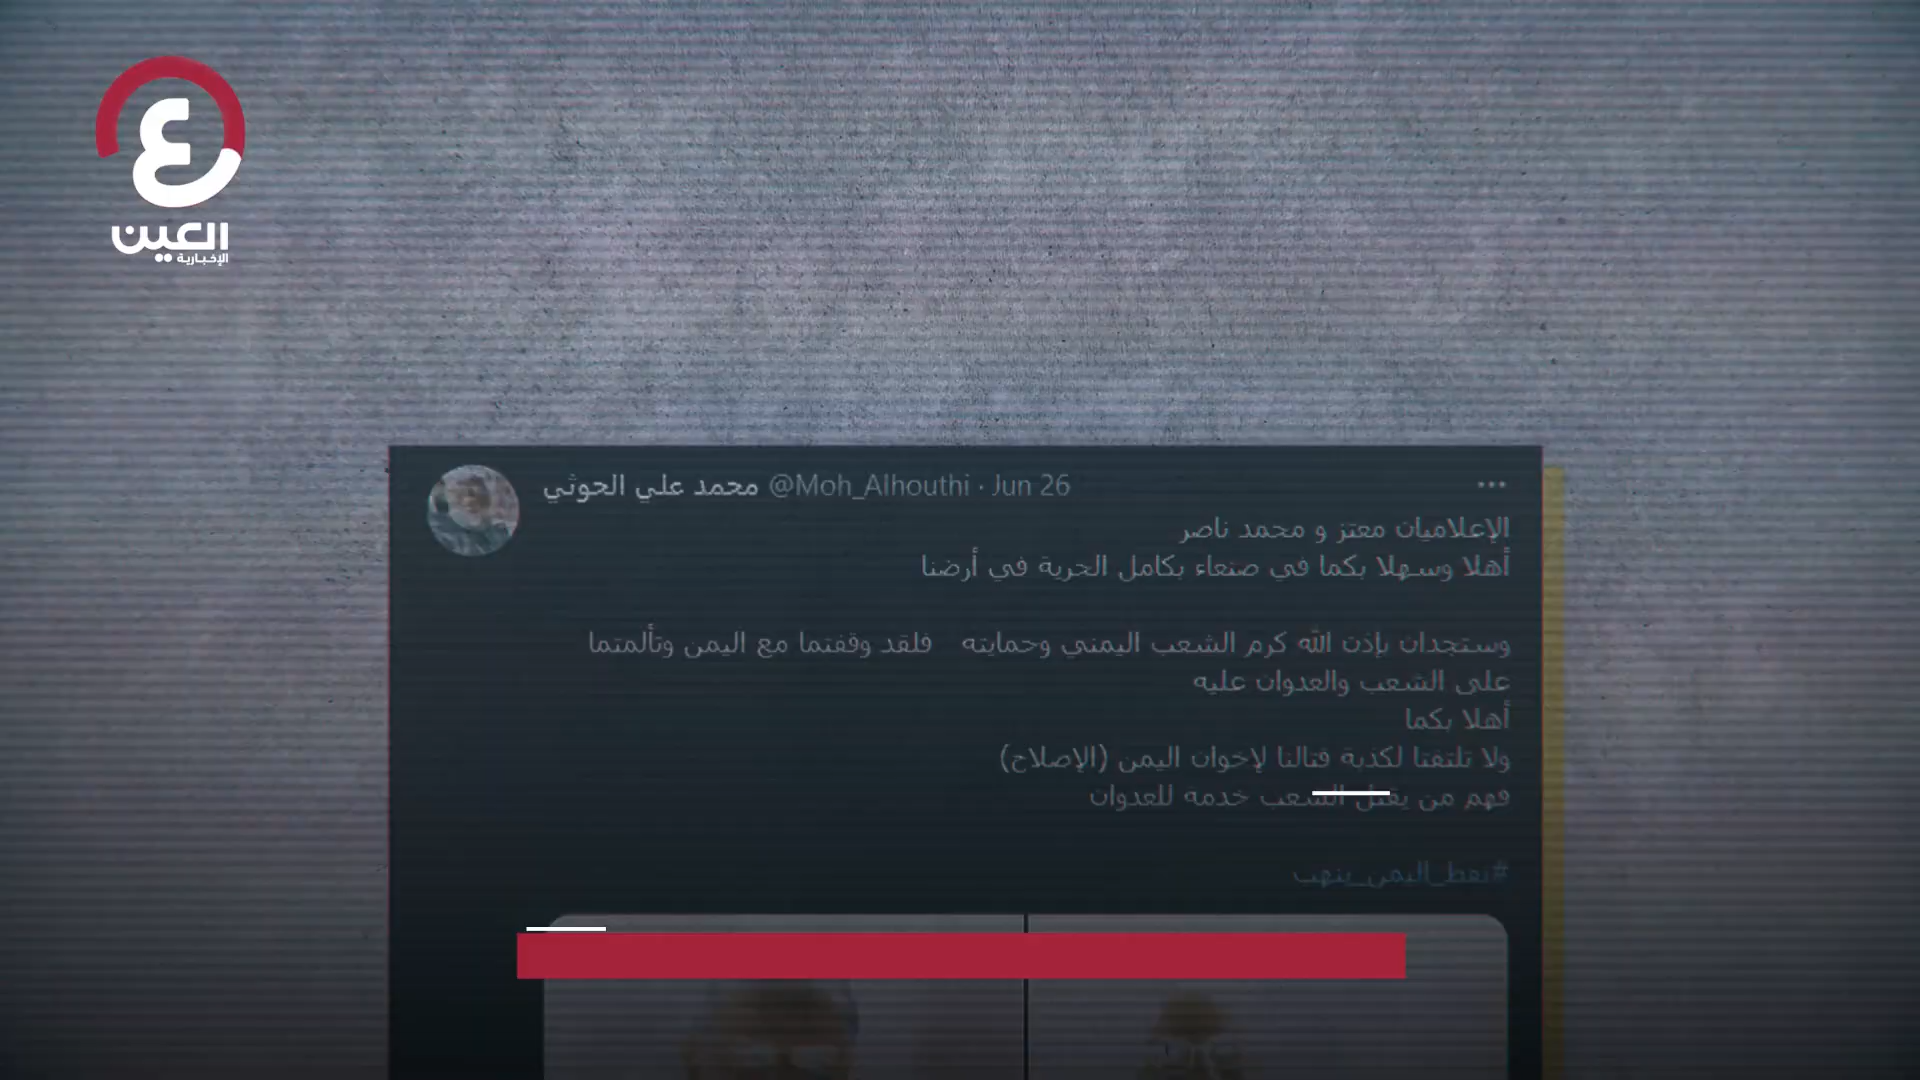 العين
الإخبارية
محمد علي الحوثي @Moh_Alhouthi · Jun 26
الإعلاميان معتز و محمد ناصر
أهلا وسهلا بكما في صنعاء بكامل الحرية في أرضنا
وستجدان بإذن الله كرم الشعب اليمني وحمايته فلقد وقفتما مع اليمن وتألمتما
على الشعب والعدوان عليه
أهلا بكما
ولا تلتفتا لكذبة قتالنا لإخوان اليمن (الإصلاح)
فهم من يقتل الشعب خدمة للعدوان
#نفط_اليمن_ينهب